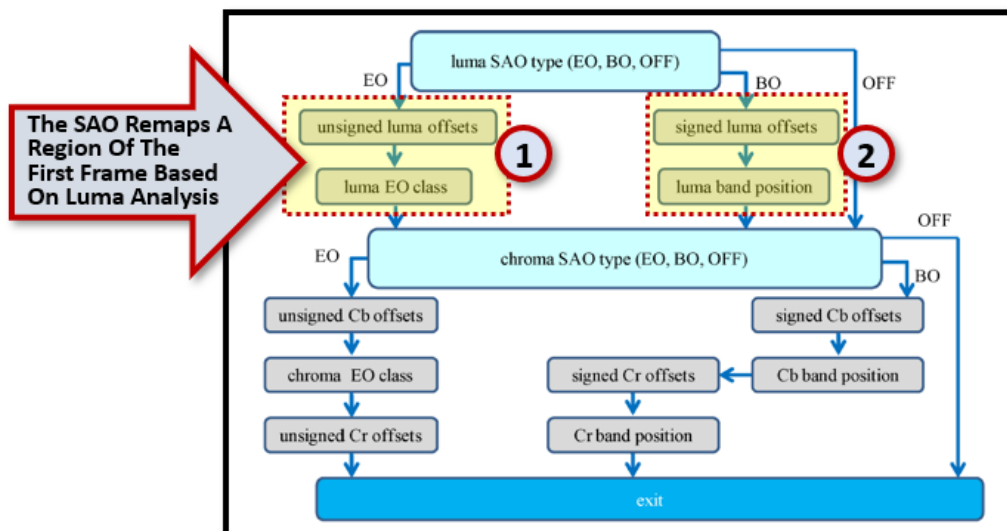 luma SAO type (EO, BO, OFF)
EO
BO
OFF
The SAO Remaps A
Region Of The
First Frame Based
On Luma Analysis
unsigned luma offsets
1
signed luma offsets
2
luma EO class
luma band position
OFF
EO
chroma SAO type (EO, BO, OFF)
BO
unsigned Cb offsets
signed Cb offsets
chroma EO class
signed Cr offsets
Cb band position
unsigned Cr offsets
Cr band position
exit